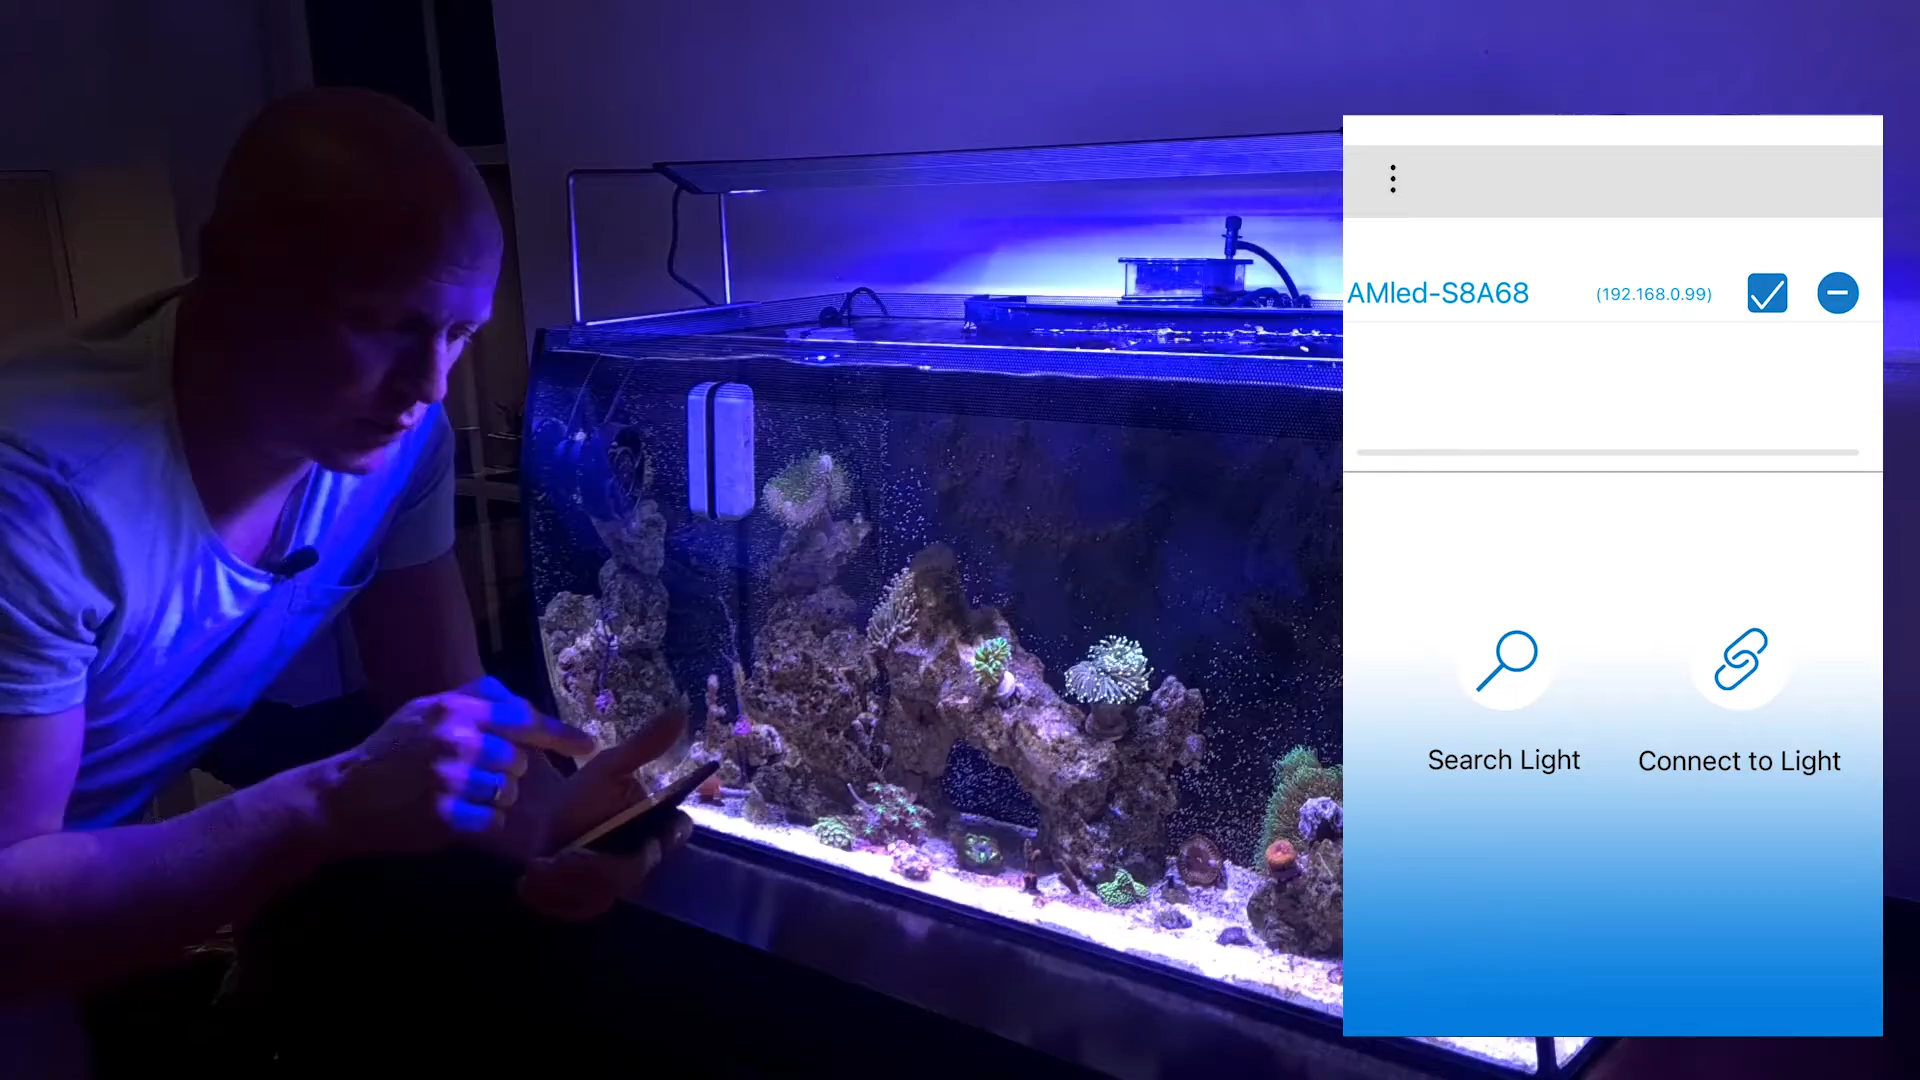 AMled-S8A68 (192.168.0.99)
Search Light Connect to Light